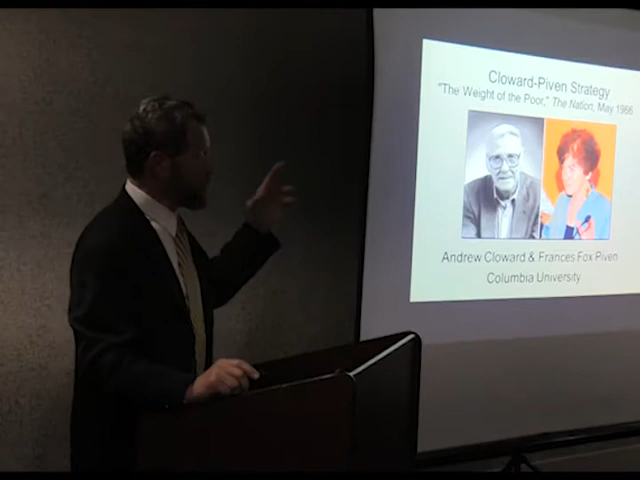 Cloward-Piven Strategy
"The Weight of the Poor," The Nation, May 1966
Andrew Cloward & Frances Fox Piven
Columbia University